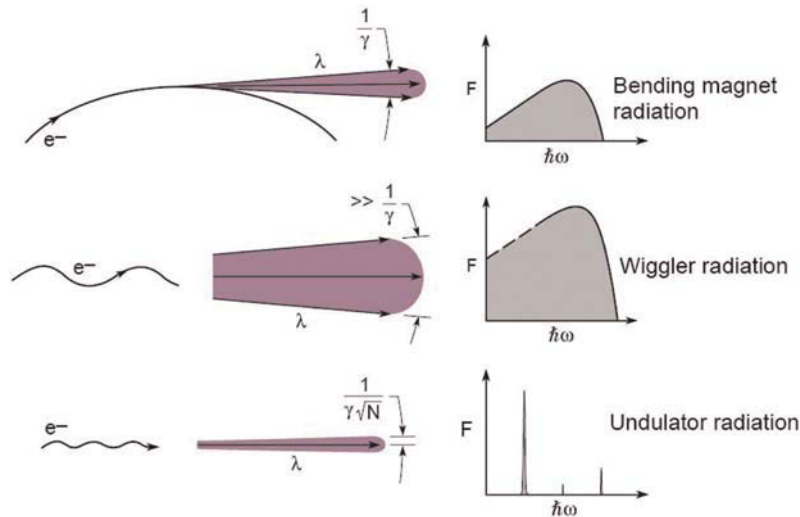 1
γ
λ
e–
F
ħω
Bending magnet
radiation
>> 1
γ
e–
λ
F
ħω
Wiggler radiation
1
γ√N
e–
λ
F
ħω
Undulator radiation